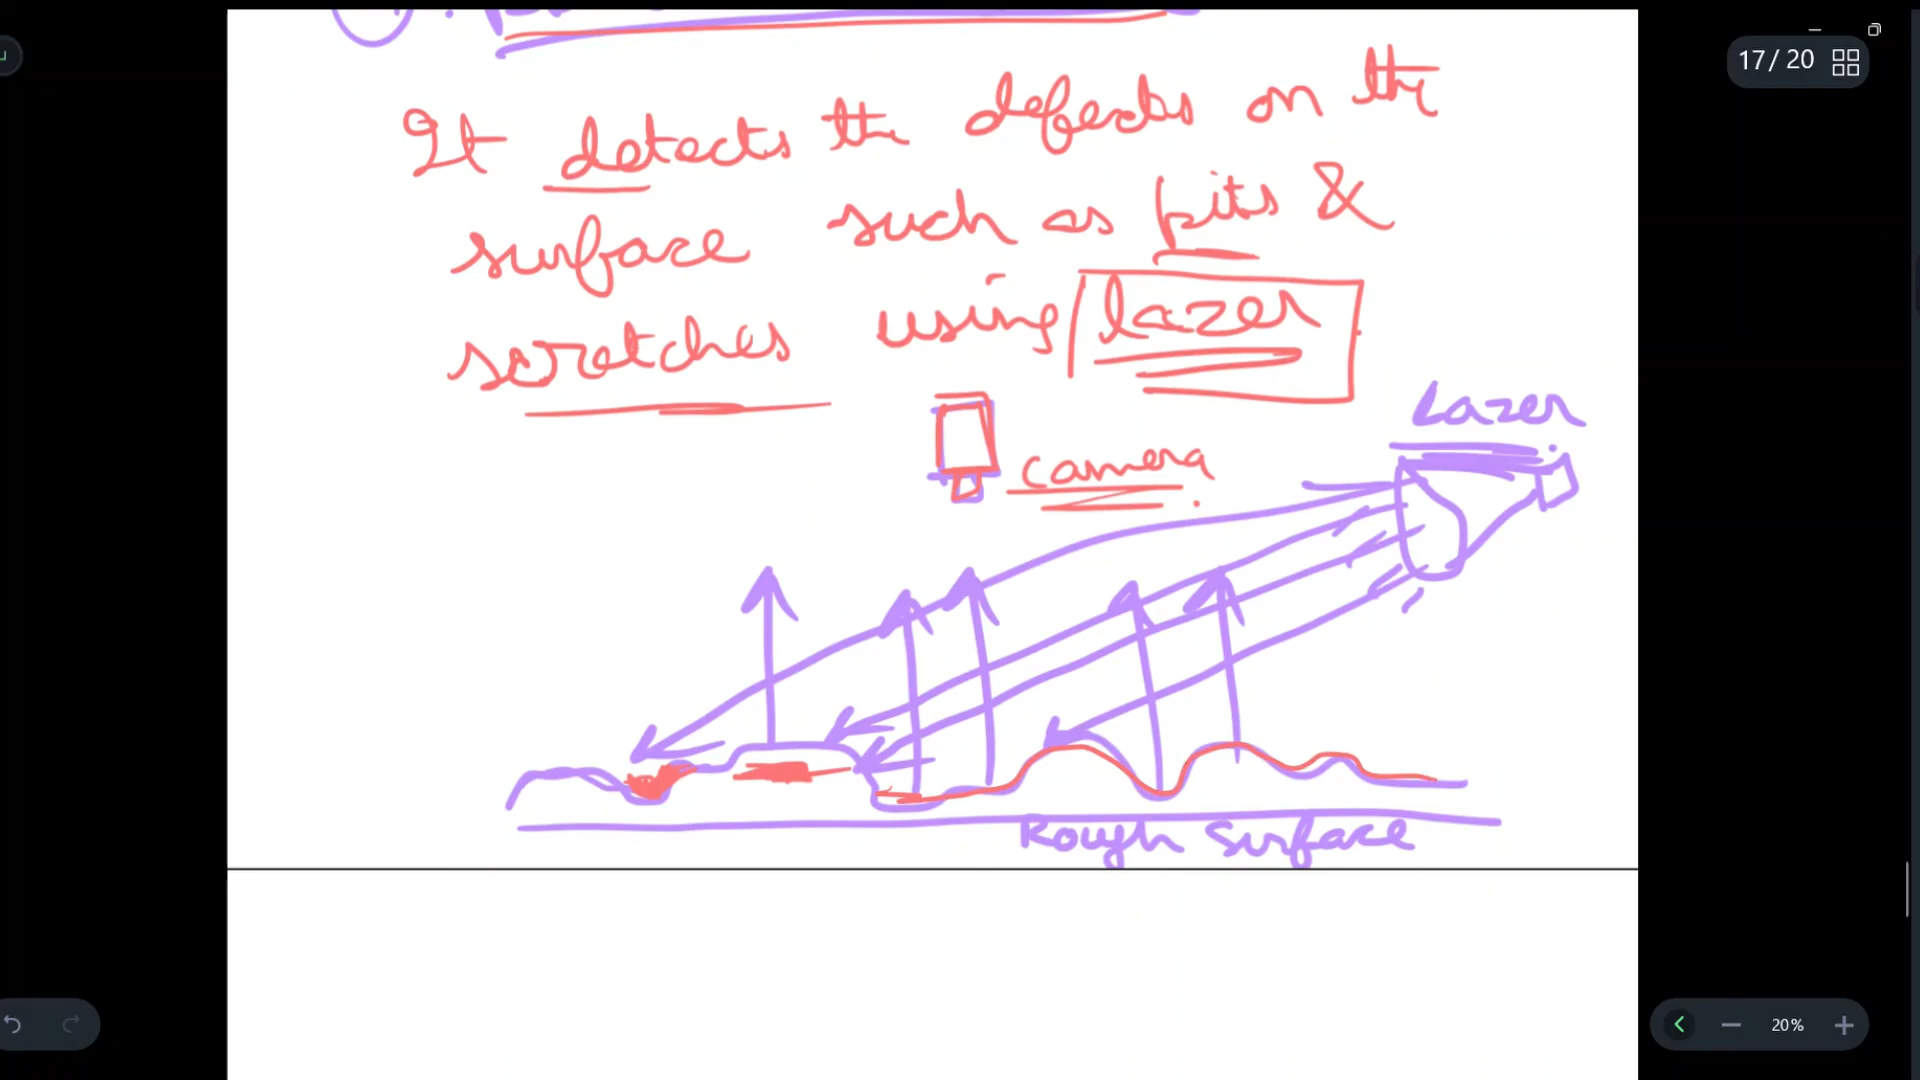 17/ 20
It detects the defects on the
surface such as pits &
scretches using lazer
Lazer
camera
Rough Surface
20%